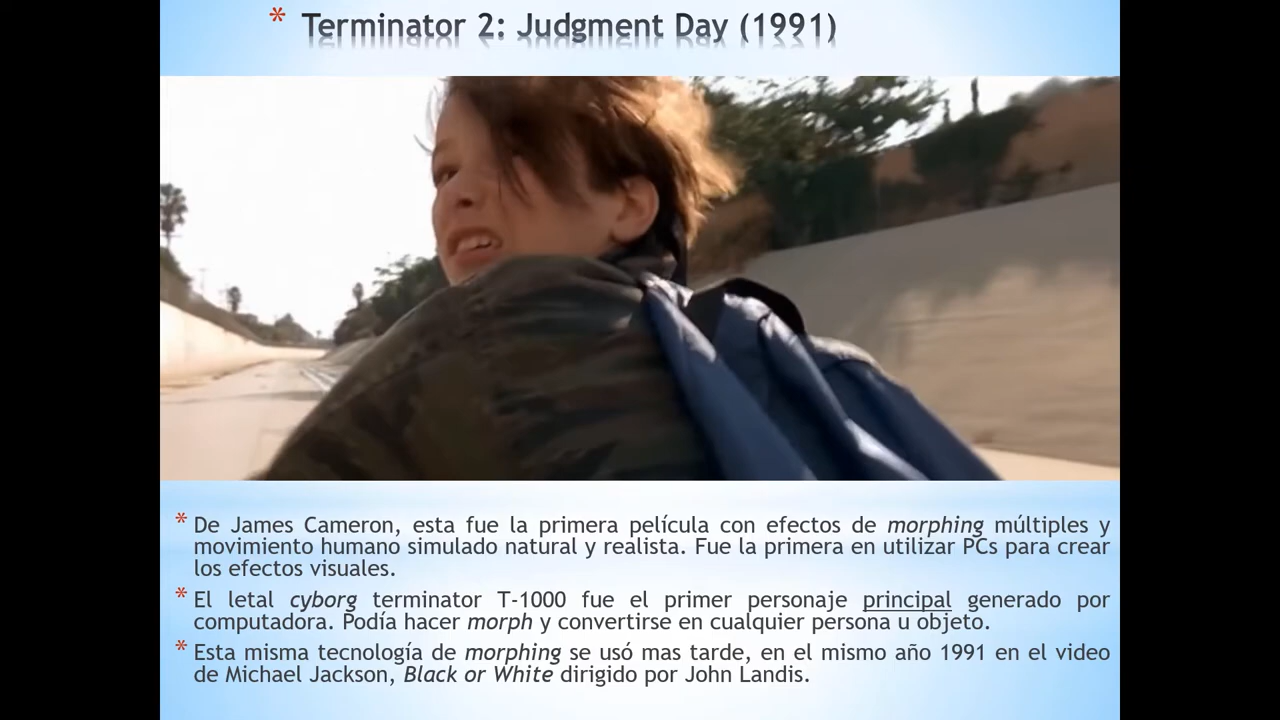 * Terminator 2: Judgment Day (1991)
* De James Cameron, esta fue la primera película con efectos de morphing múltiples y
movimiento humano simulado natural y realista. Fue la primera en utilizar PCs para crear
los efectos visuales.
* El letal cyborg terminator T-1000 fue el primer personaje principal generado por
computadora. Podía hacer morph y convertirse en cualquier persona u objeto.
* Esta misma tecnología de morphing se usó mas tarde, en el mismo año 1991 en el video
de Michael Jackson, Black or White dirigido por John Landis.